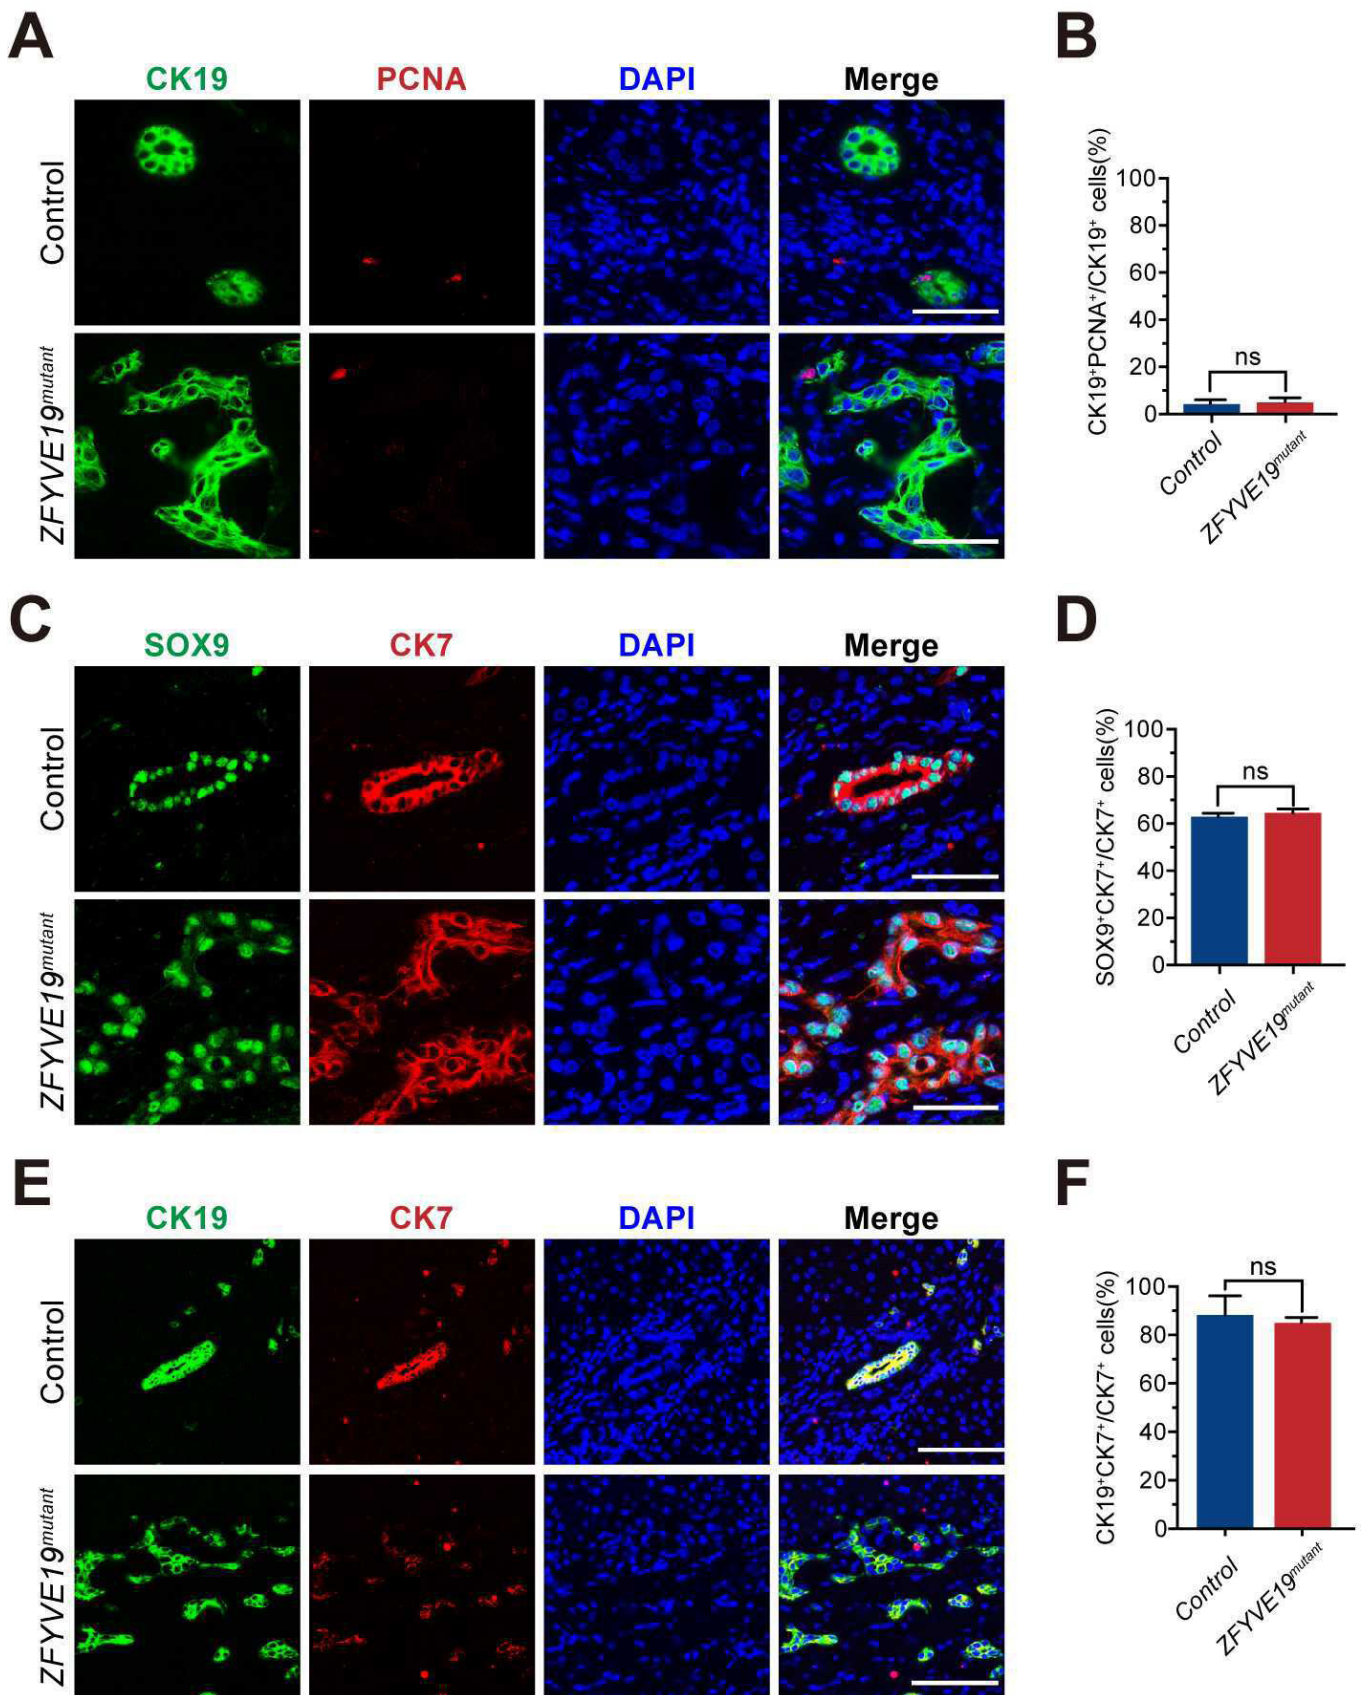 A
B
CK19 PCNA DAPI Merge
Control
ZFYVE19mutant
CK19+PCNA+/CK19+ cells(%)
100
80
60
40
20
0
ns
Control
ZFYVE19mutant
C
D
SOX9 CK7 DAPI Merge
Control
ZFYVE19mutant
SOX9+CK7+/CK7+ cells(%)
100
80
60
40
20
0
ns
Control
ZFYVE19mutant
E
F
CK19 CK7 DAPI Merge
Control
ZFYVE19mutant
CK19+CK7+/CK7+ cells(%)
100
80
60
40
20
0
ns
Control
ZFYVE19mutant